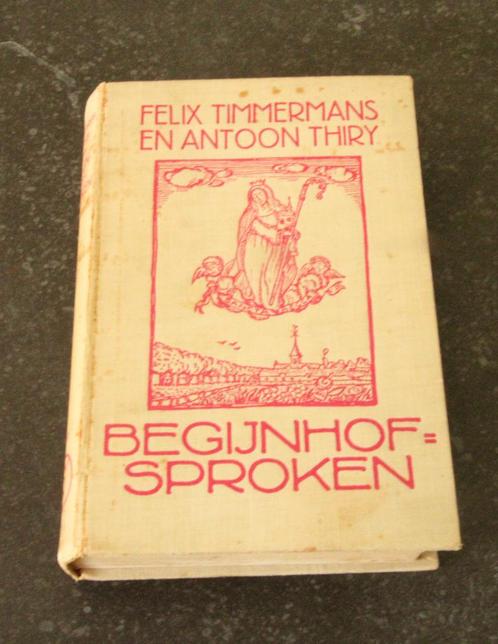 FELIX TIMMERMANS
EN ANTOON THIRY
BEGIJNHOF=
SPROKEN